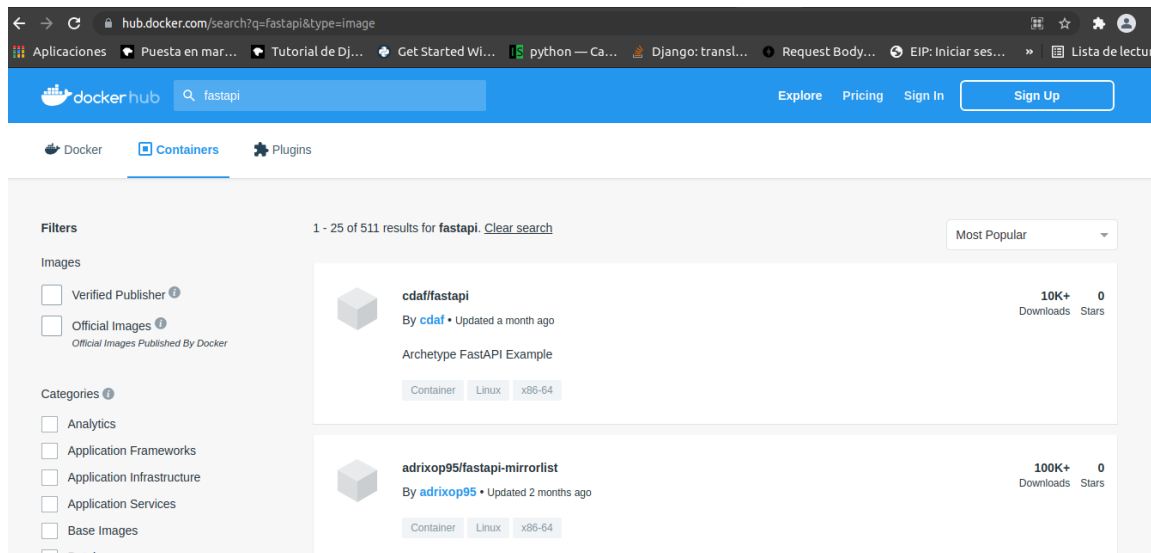 hub.docker.com/search?q=fastapi&type=image
Aplicaciones Puesta en mar... Tutorial de Dj... Get Started Wi... python — Ca... Django: transl... Request Body... EIP: Iniciar ses... » Lista de lectur
docker hub fastapi Explore Pricing Sign In Sign Up
Docker Containers Plugins
Filters
Images
Verified Publisher
Official Images
Official Images Published By Docker
Categories
Analytics
Application Frameworks
Application Infrastructure
Application Services
Base Images
1 - 25 of 511 results for fastapi. Clear search
Most Popular
cdaf/fastapi
By cdaf • Updated a month ago
Archetype FastAPI Example
Container Linux x86-64
10K+ 0
Downloads Stars
adrixop95/fastapi-mirrorlist
By adrixop95 • Updated 2 months ago
Container Linux x86-64
100K+ 0
Downloads Stars